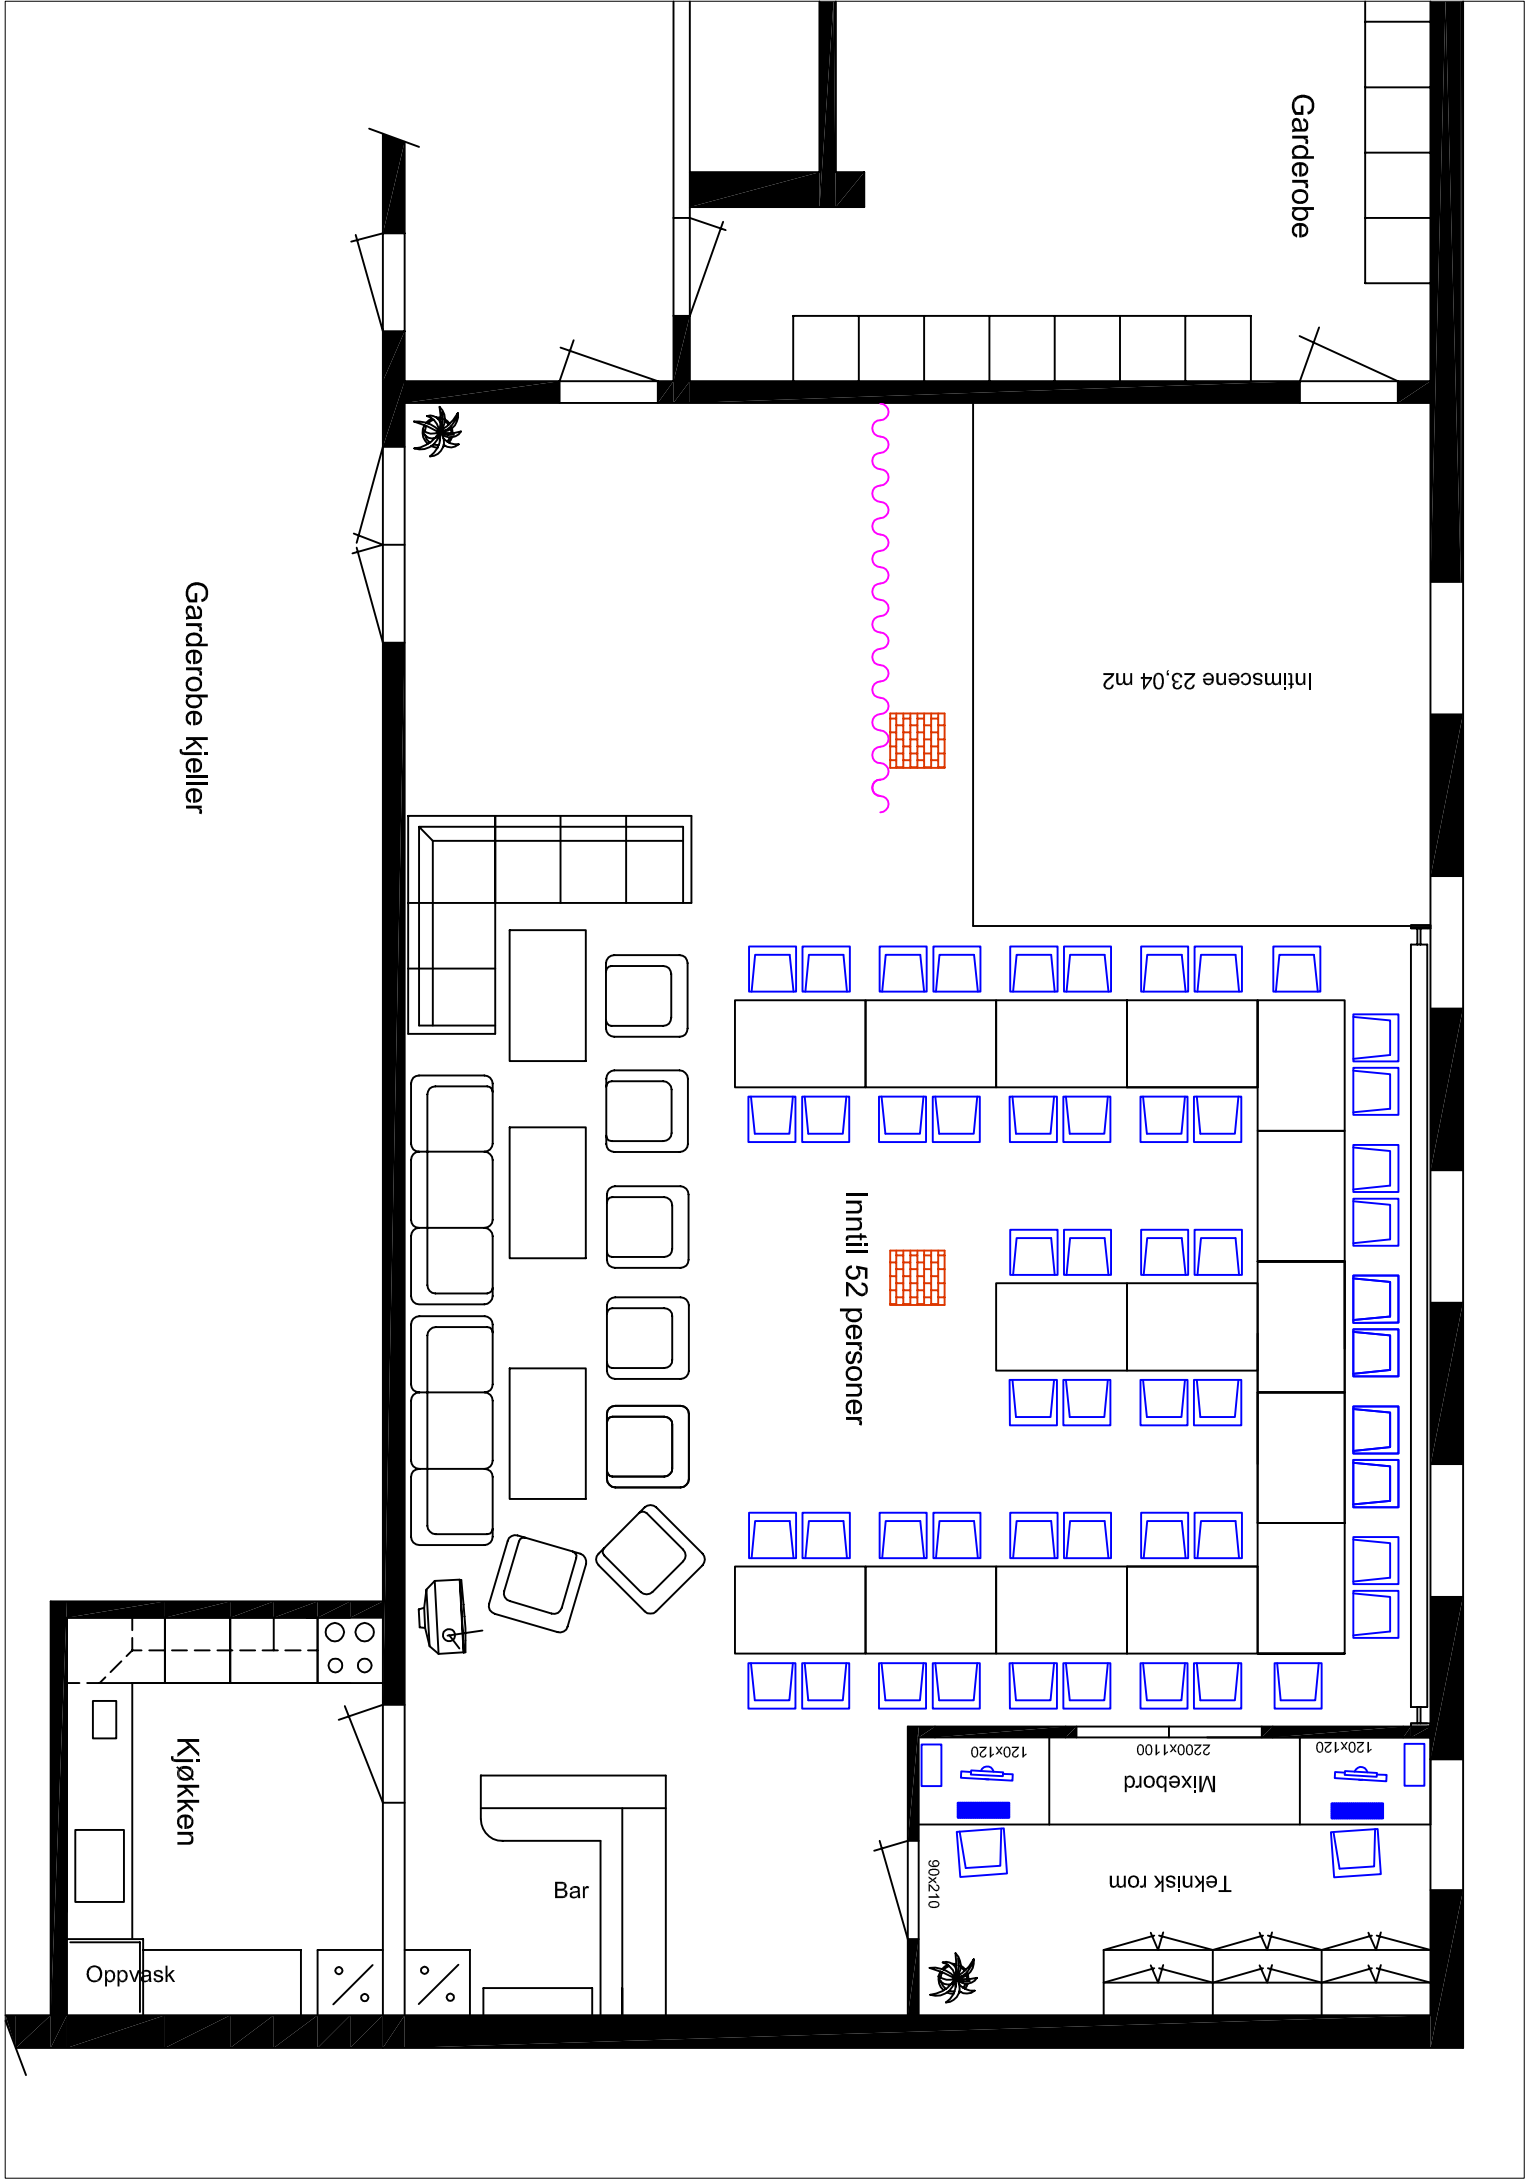 Garderobe
Intimscene 23,04 m2
Garderobe kjeller
Inntil 52 personer
120x120
2200x1100
120x120
Mixebord
Kjøkken
Teknisk rom
90x210
Bar
Oppvask